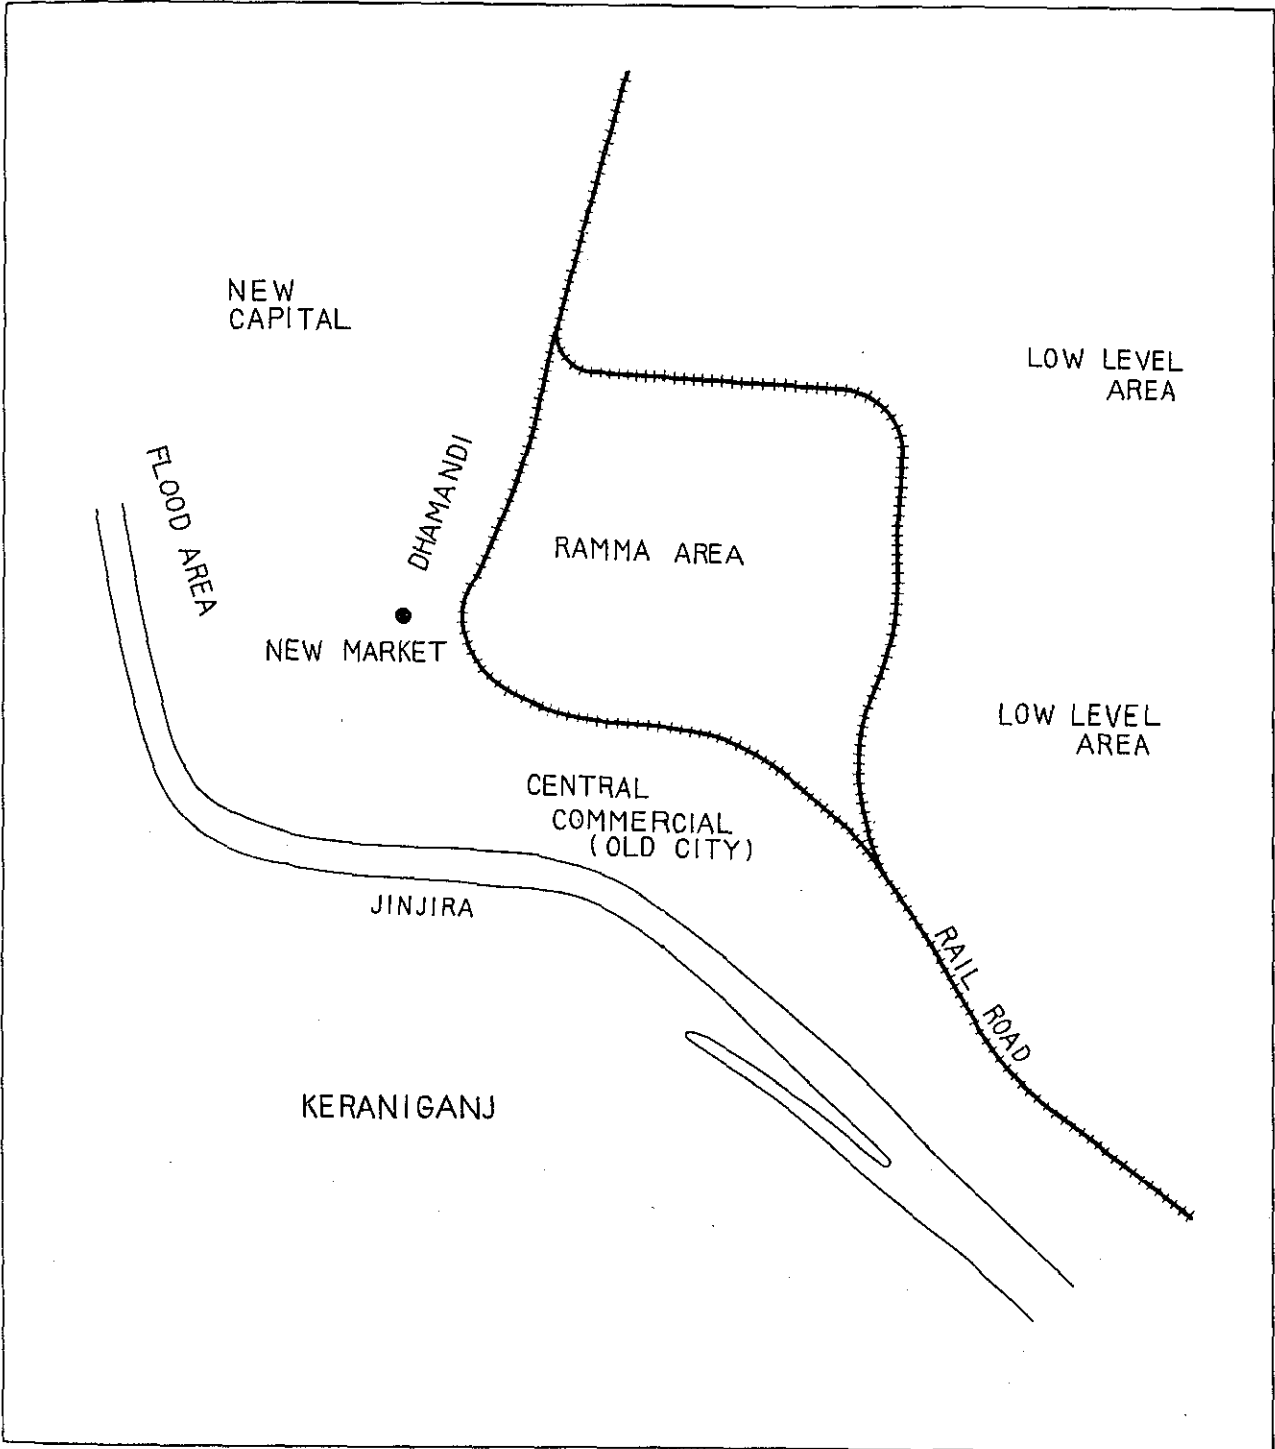 NEW
CAPITAL
LOW LEVEL
AREA
FLOOD AREA
DHAMANDI
RAMMA AREA
NEW MARKET
LOW LEVEL
AREA
CENTRAL
COMMERCIAL
(OLD CITY)
JINJIRA
RAIL ROAD
KERANIGANJ